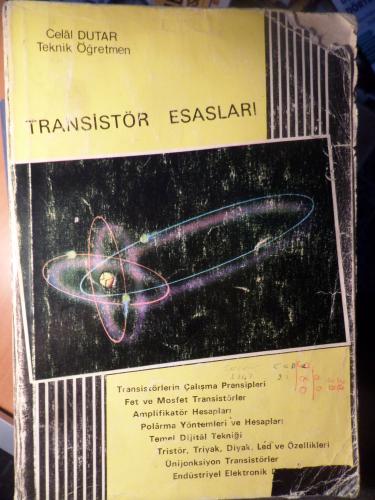 Celâl DUTAR
Teknik Öğretmen
TRANSİSTÖR ESASLARI
Transistörlerin Çalışma Prensipleri
Fet ve Mosfet Transistörler
Amplifikatör Hesapları
Polârma Yöntemleri ve Hesapları
Temel Dijital Tekniği
Tristör, Triyak, Diyak, Led ve Özellikleri
Ünijonksiyon Transistörler
Endüstriyel Elektronik